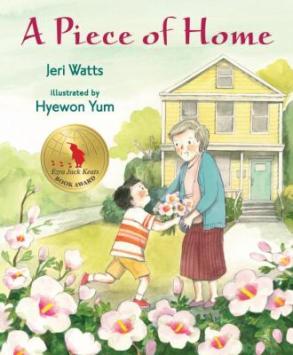 A Piece of Home
Jeri Watts
illustrated by
Hyewon Yum
Ezra Jack Keats
BOOK AWARD